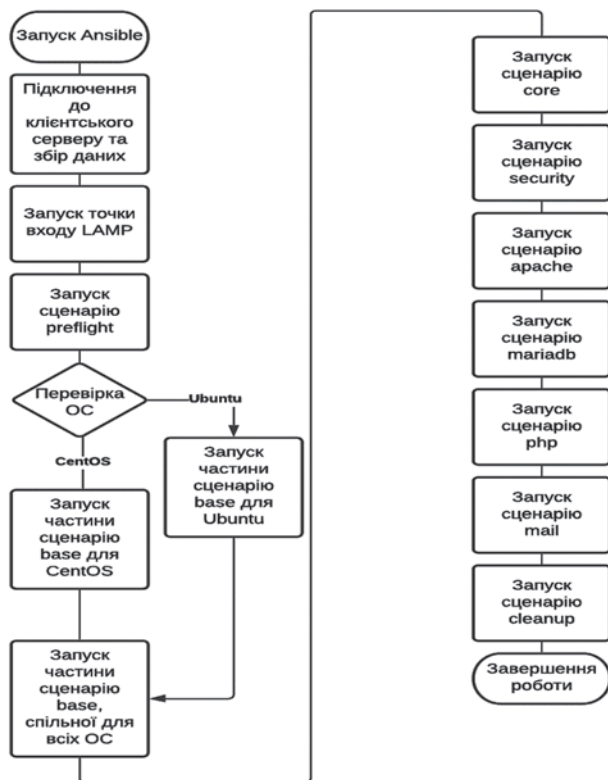 Запуск Ansible
Підключення
до
клієнтського
серверу та
збір даних
Запуск точки
входу LAMP
Запуск
сценарію
preflight
Перевірка
ОС
Ubuntu
CentOS
Запуск
частини
сценарію
base для
Ubuntu
Запуск
частини
сценарію
base для
CentOS
Запуск
частини
сценарію
base,
спільної для
всіх ОС
Запуск
сценарію
core
Запуск
сценарію
security
Запуск
сценарію
apache
Запуск
сценарію
mariadb
Запуск
сценарію
php
Запуск
сценарію
mail
Запуск
сценарію
cleanup
Завершення
роботи